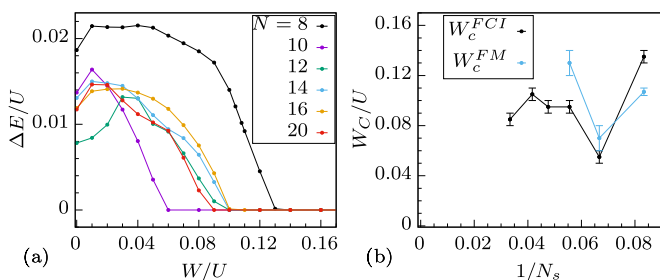 0.02
0.01
0
ΔE/U
N = 8
10
12
14
16
20
0 0.04 0.08 0.12 0.16
(a)
W/U
0.16
0.12
0.08
0.04
0
W_C/U
W_c^{FCI}
W_c^{FM}
0 0.02 0.04 0.06 0.08 0.1
(b)
1/N_s